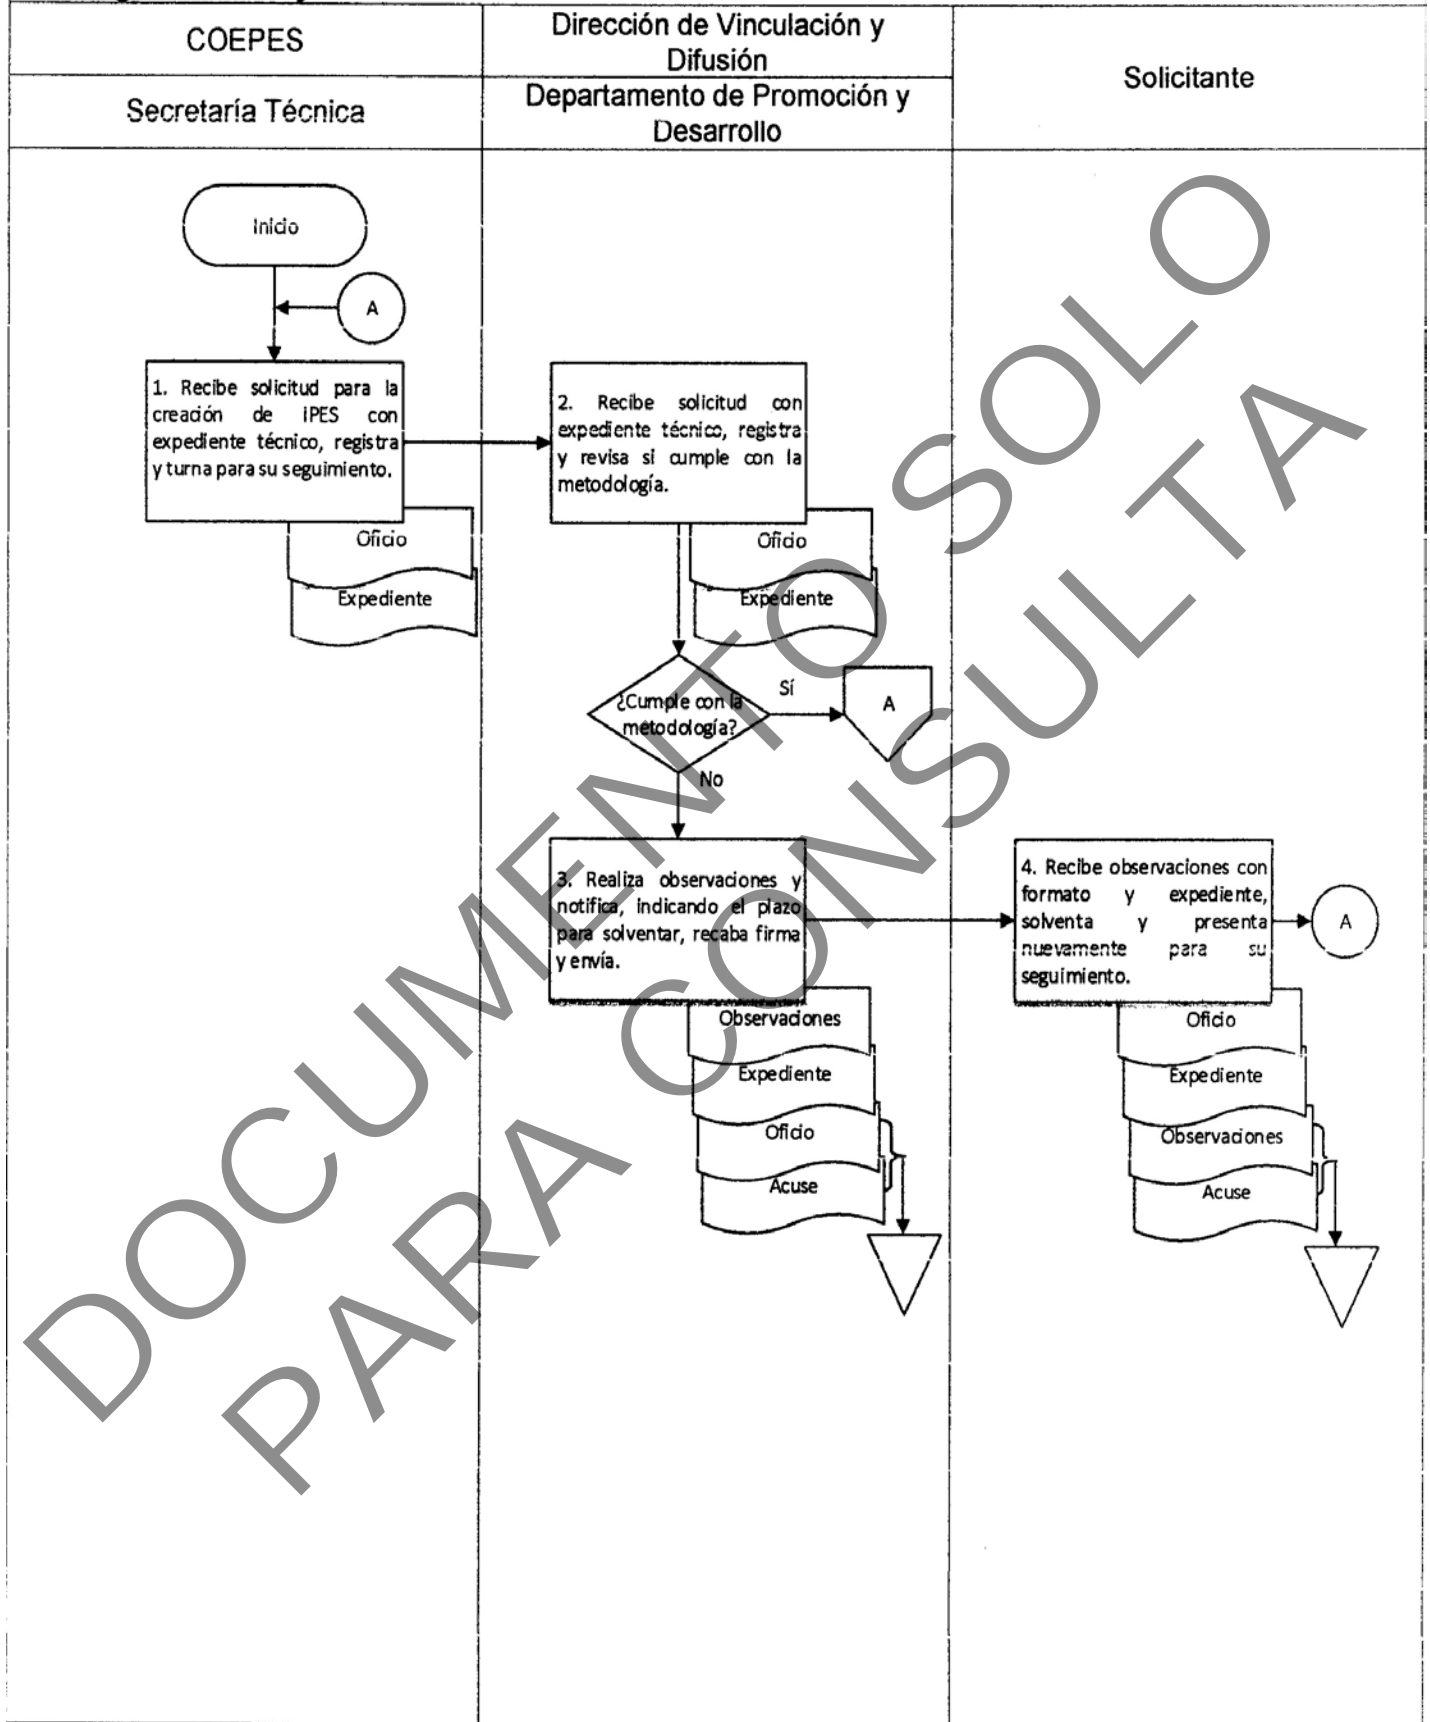 COEPES
Dirección de Vinculación y
Difusión
Solicitante
Secretaría Técnica
Departamento de Promoción y
Desarrollo
Inicio
A
1. Recibe solicitud para la
creación de IPES con
expediente técnico, registra
y turna para su seguimiento.
Oficio
Expediente
2. Recibe solicitud con
expediente técnico, registra
y revisa si cumple con la
metodología.
Oficio
Expediente
¿Cumple con la
metodología?
Sí
A
No
3. Realiza observaciones y
notifica, indicando el plazo
para solventar, recaba firma
y envía.
Observaciones
Expediente
Oficio
Acuse
4. Recibe observaciones con
formato y expediente,
solventa y presenta
nuevamente para su
seguimiento.
A
Oficio
Expediente
Observaciones
Acuse
DOCUMENTO SOLO
PARA CONSULTA